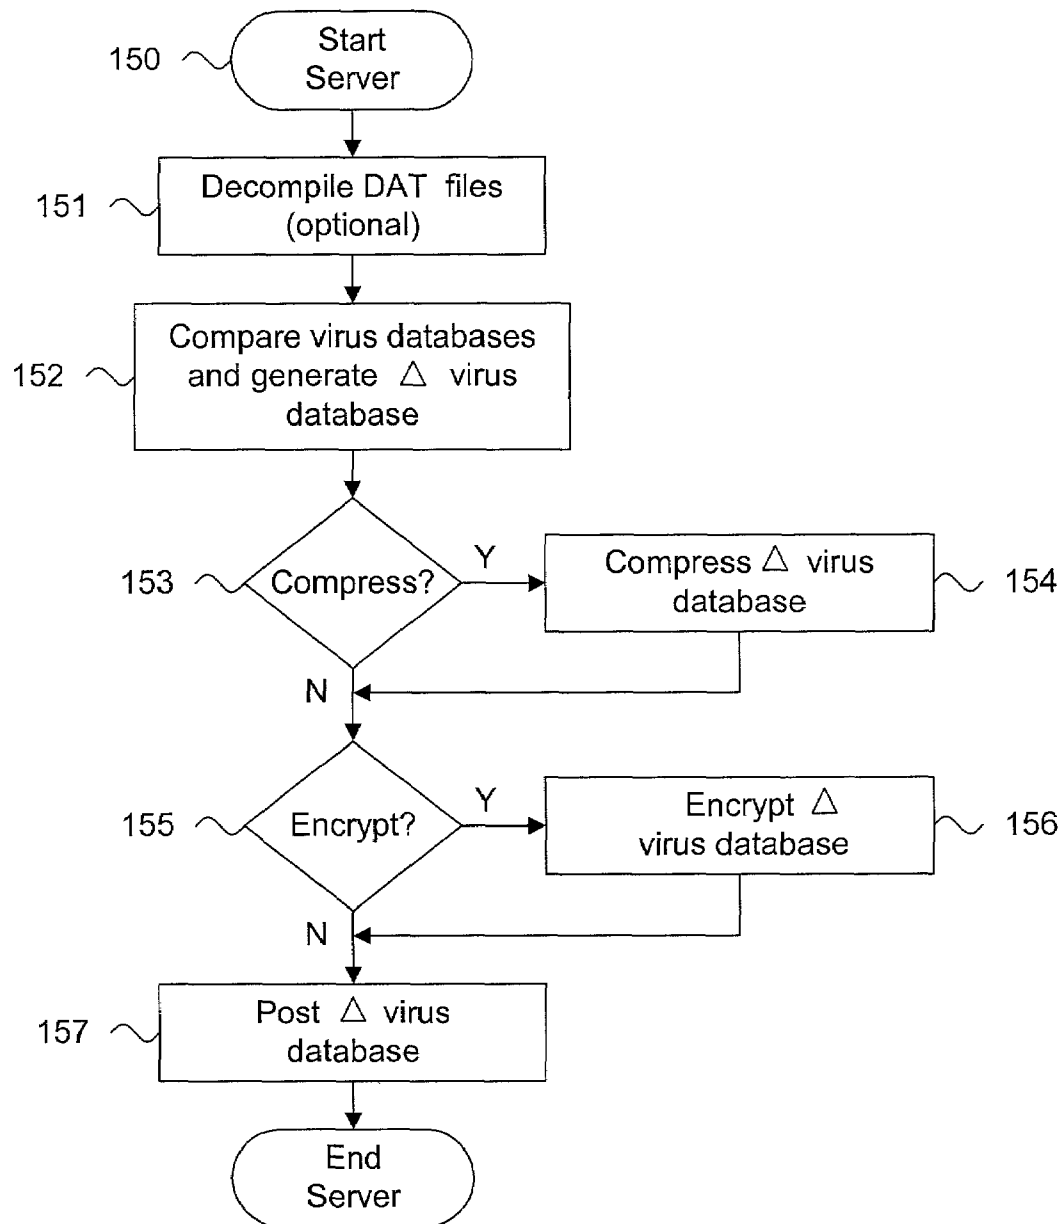 Start
Server
150
Decompile DAT files
(optional)
151
Compare virus databases
and generate △ virus
database
152
Compress?
153
Y
Compress △ virus
database
154
N
Encrypt?
155
Y
Encrypt △
virus database
156
N
Post △ virus
database
157
End
Server